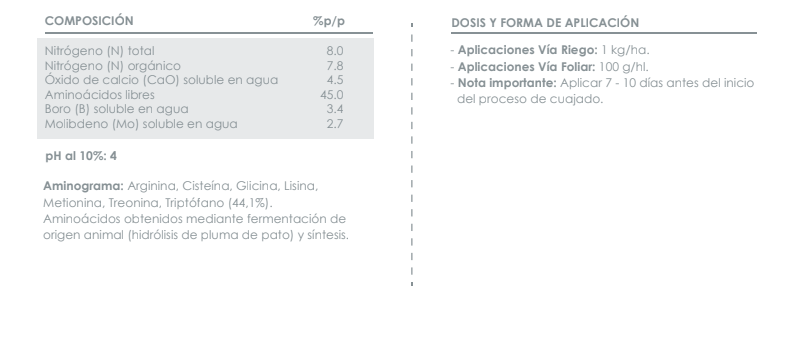 COMPOSICIÓN %p/p
Nitrógeno (N) total 8.0
Nitrógeno (N) orgánico 7.8
Óxido de calcio (CaO) soluble en agua 4.5
Aminoácidos libres 45.0
Boro (B) soluble en agua 3.4
Molibdeno (Mo) soluble en agua 2.7
pH al 10%: 4
Aminograma: Arginina, Cisteína, Glicina, Lisina,
Metionina, Treonina, Triptófano (44,1%).
Aminoácidos obtenidos mediante fermentación de
origen animal (hidrólisis de pluma de pato) y síntesis.
DOSIS Y FORMA DE APLICACIÓN
- Aplicaciones Vía Riego: 1 kg/ha.
- Aplicaciones Vía Foliar: 100 g/hl.
- Nota importante: Aplicar 7 - 10 días antes del inicio
del proceso de cuajado.